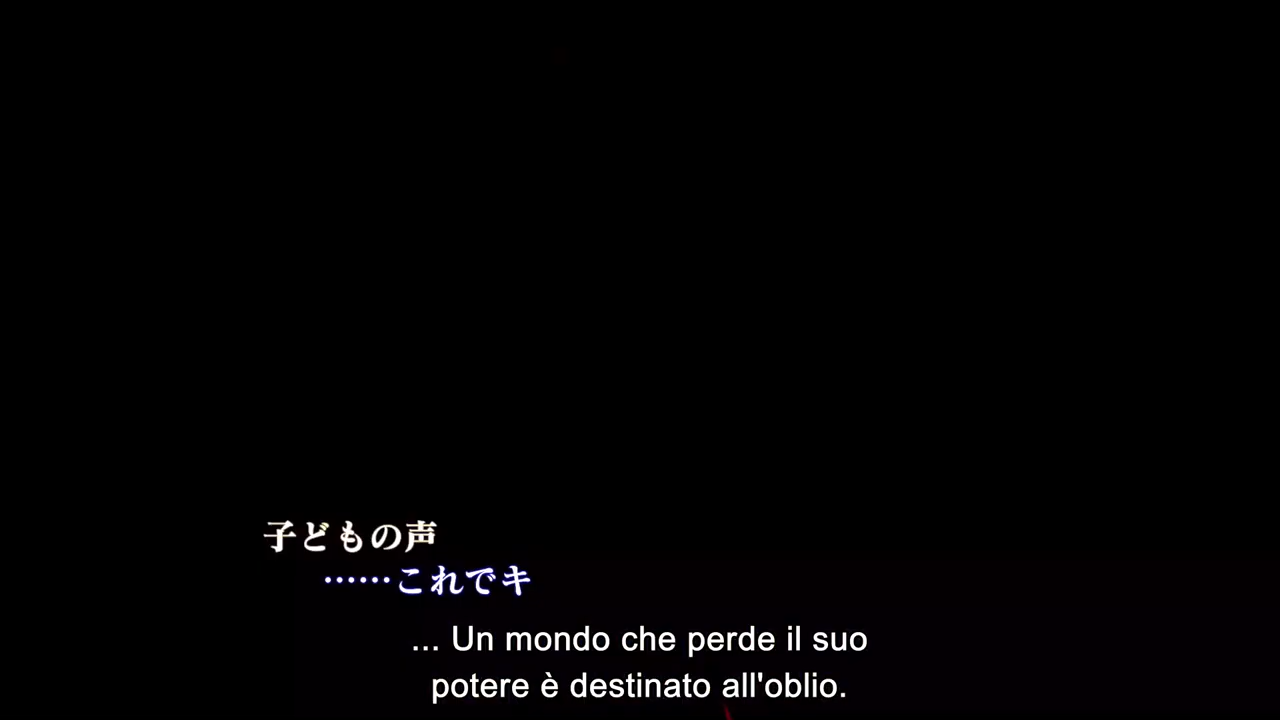 子どもの声
……これでキ
... Un mondo che perde il suo
potere è destinato all'oblio.